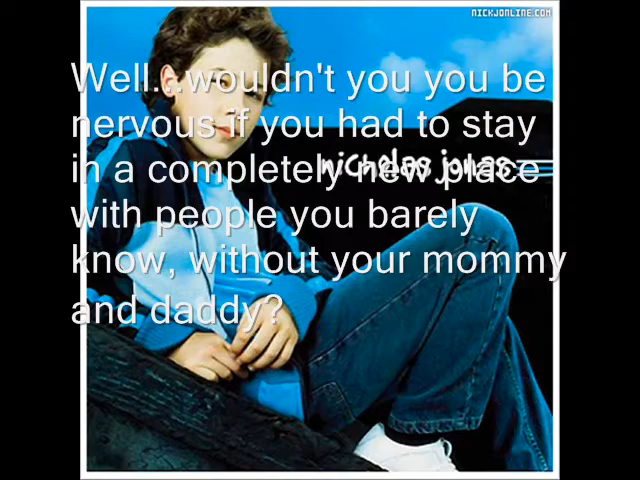 NICKJONLINE.COM
Well...wouldn't you you be
nervous if you had to stay
nicholas jonas
in a completely new place
with people you barely
know, without your mommy
and daddy?